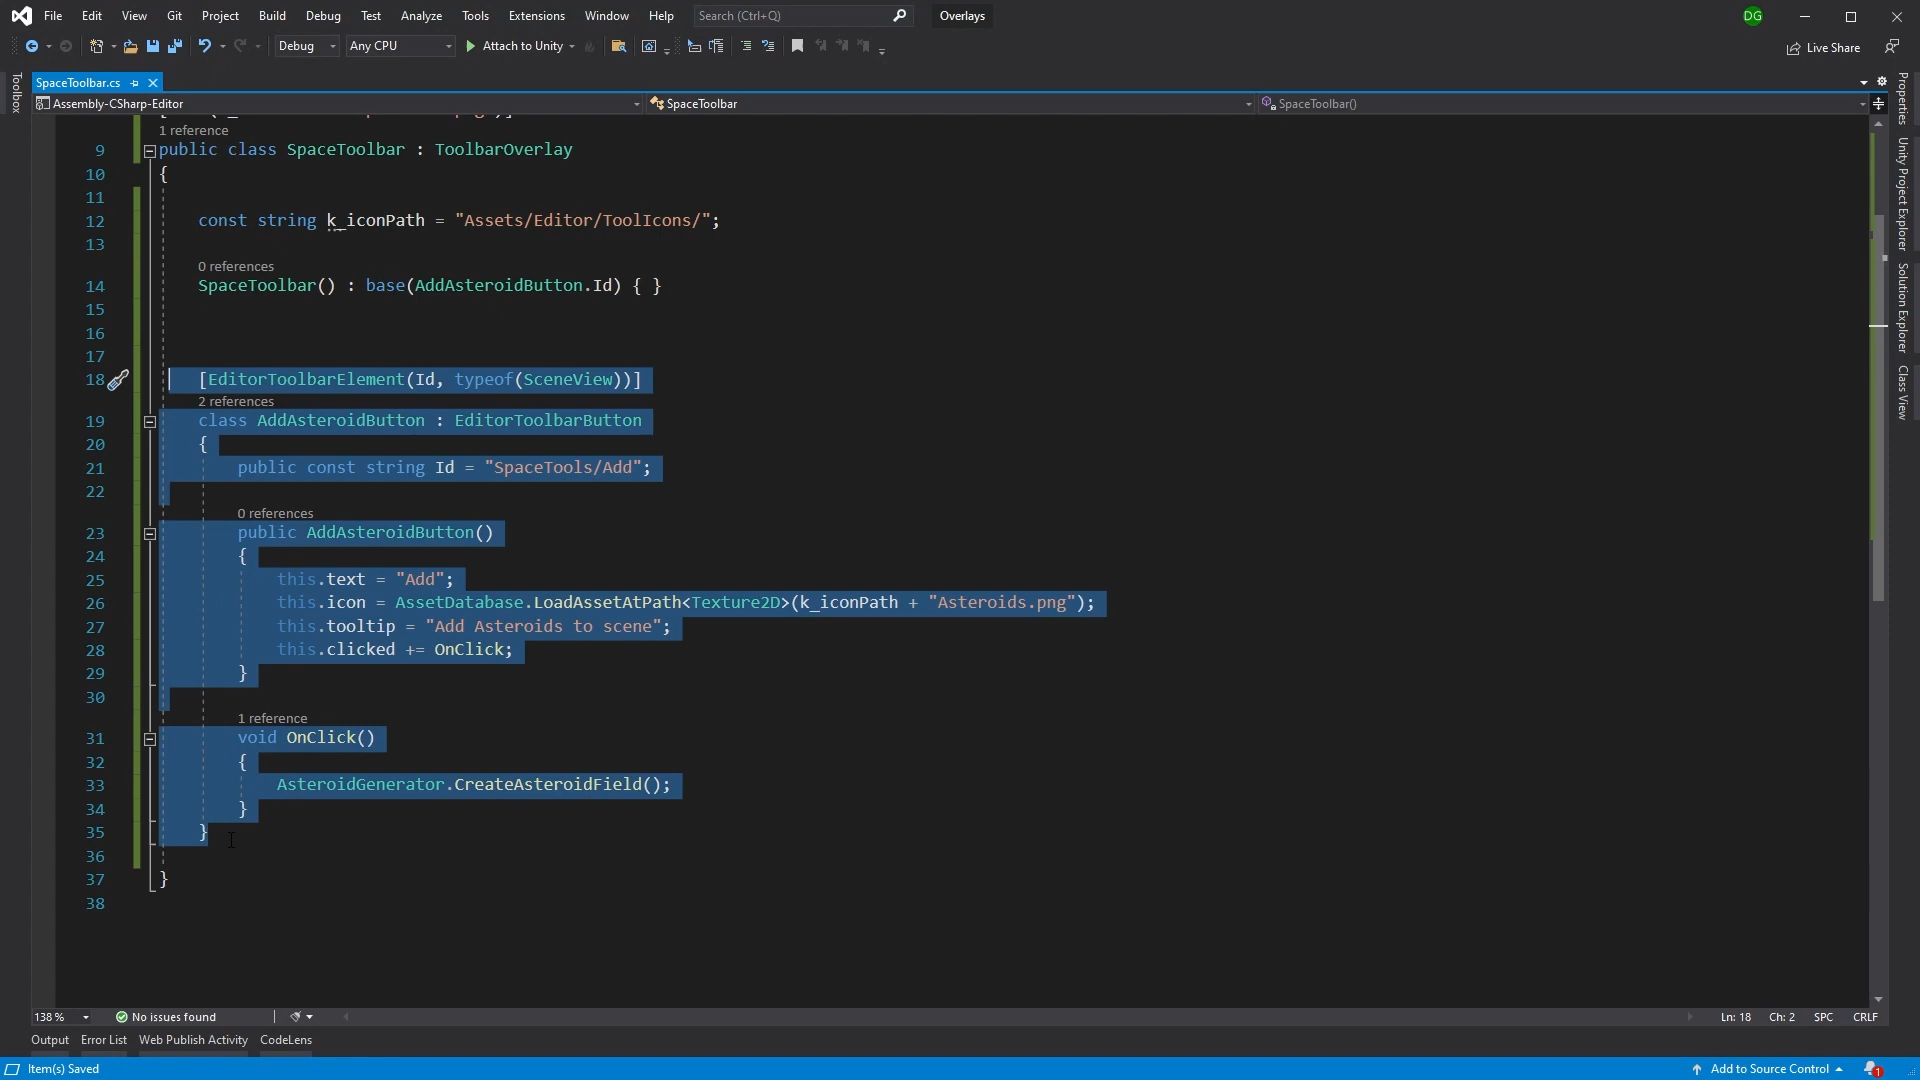 File Edit View Git Project Build Debug Test Analyze Tools Extensions Window Help Search (Ctrl+Q) Overlays DG
Debug Any CPU Attach to Unity Live Share
Toolbox
SpaceToolbar.cs
Assembly-CSharp-Editor SpaceToolbar SpaceToolbar()
1 reference
9 public class SpaceToolbar : ToolbarOverlay
10 {
11
12 const string k_iconPath = "Assets/Editor/ToolIcons/";
13
0 references
14 SpaceToolbar() : base(AddAsteroidButton.Id) { }
15
16
17
18 [EditorToolbarElement(Id, typeof(SceneView))]
2 references
19 class AddAsteroidButton : EditorToolbarButton
20 {
21 public const string Id = "SpaceTools/Add";
22
0 references
23 public AddAsteroidButton()
24 {
25 this.text = "Add";
26 this.icon = AssetDatabase.LoadAssetAtPath<Texture2D>(k_iconPath + "Asteroids.png");
27 this.tooltip = "Add Asteroids to scene";
28 this.clicked += OnClick;
29 }
30
1 reference
31 void OnClick()
32 {
33 AsteroidGenerator.CreateAsteroidField();
34 }
35 }
36
37 }
38
Properties
Unity Project Explorer
Solution Explorer
Class View
138 % No issues found Ln: 18 Ch: 2 SPC CRLF
Output Error List Web Publish Activity CodeLens
Item(s) Saved Add to Source Control 1